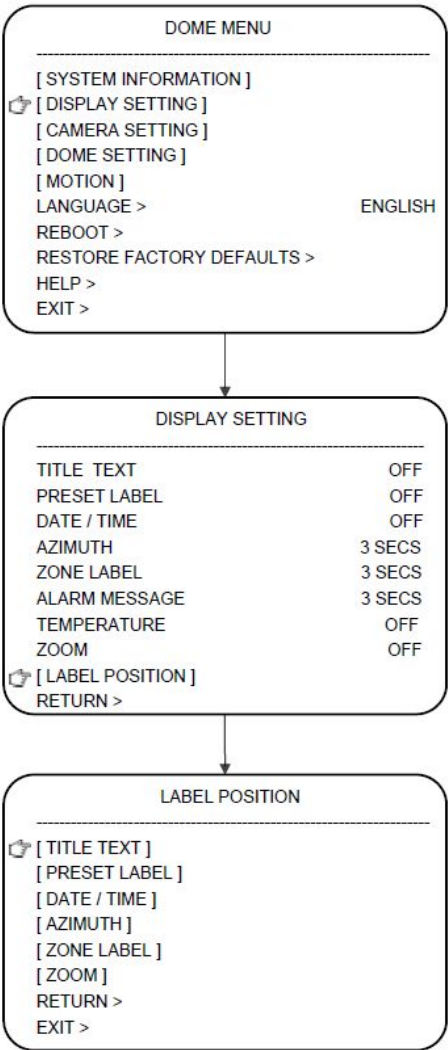 DOME MENU
[ SYSTEM INFORMATION ]
[ DISPLAY SETTING ]
[ CAMERA SETTING ]
[ DOME SETTING ]
[ MOTION ]
LANGUAGE > ENGLISH
REBOOT >
RESTORE FACTORY DEFAULTS >
HELP >
EXIT >
DISPLAY SETTING
TITLE TEXT OFF
PRESET LABEL OFF
DATE / TIME OFF
AZIMUTH 3 SECS
ZONE LABEL 3 SECS
ALARM MESSAGE 3 SECS
TEMPERATURE OFF
ZOOM OFF
[ LABEL POSITION ]
RETURN >
LABEL POSITION
[ TITLE TEXT ]
[ PRESET LABEL ]
[ DATE / TIME ]
[ AZIMUTH ]
[ ZONE LABEL ]
[ ZOOM ]
RETURN >
EXIT >